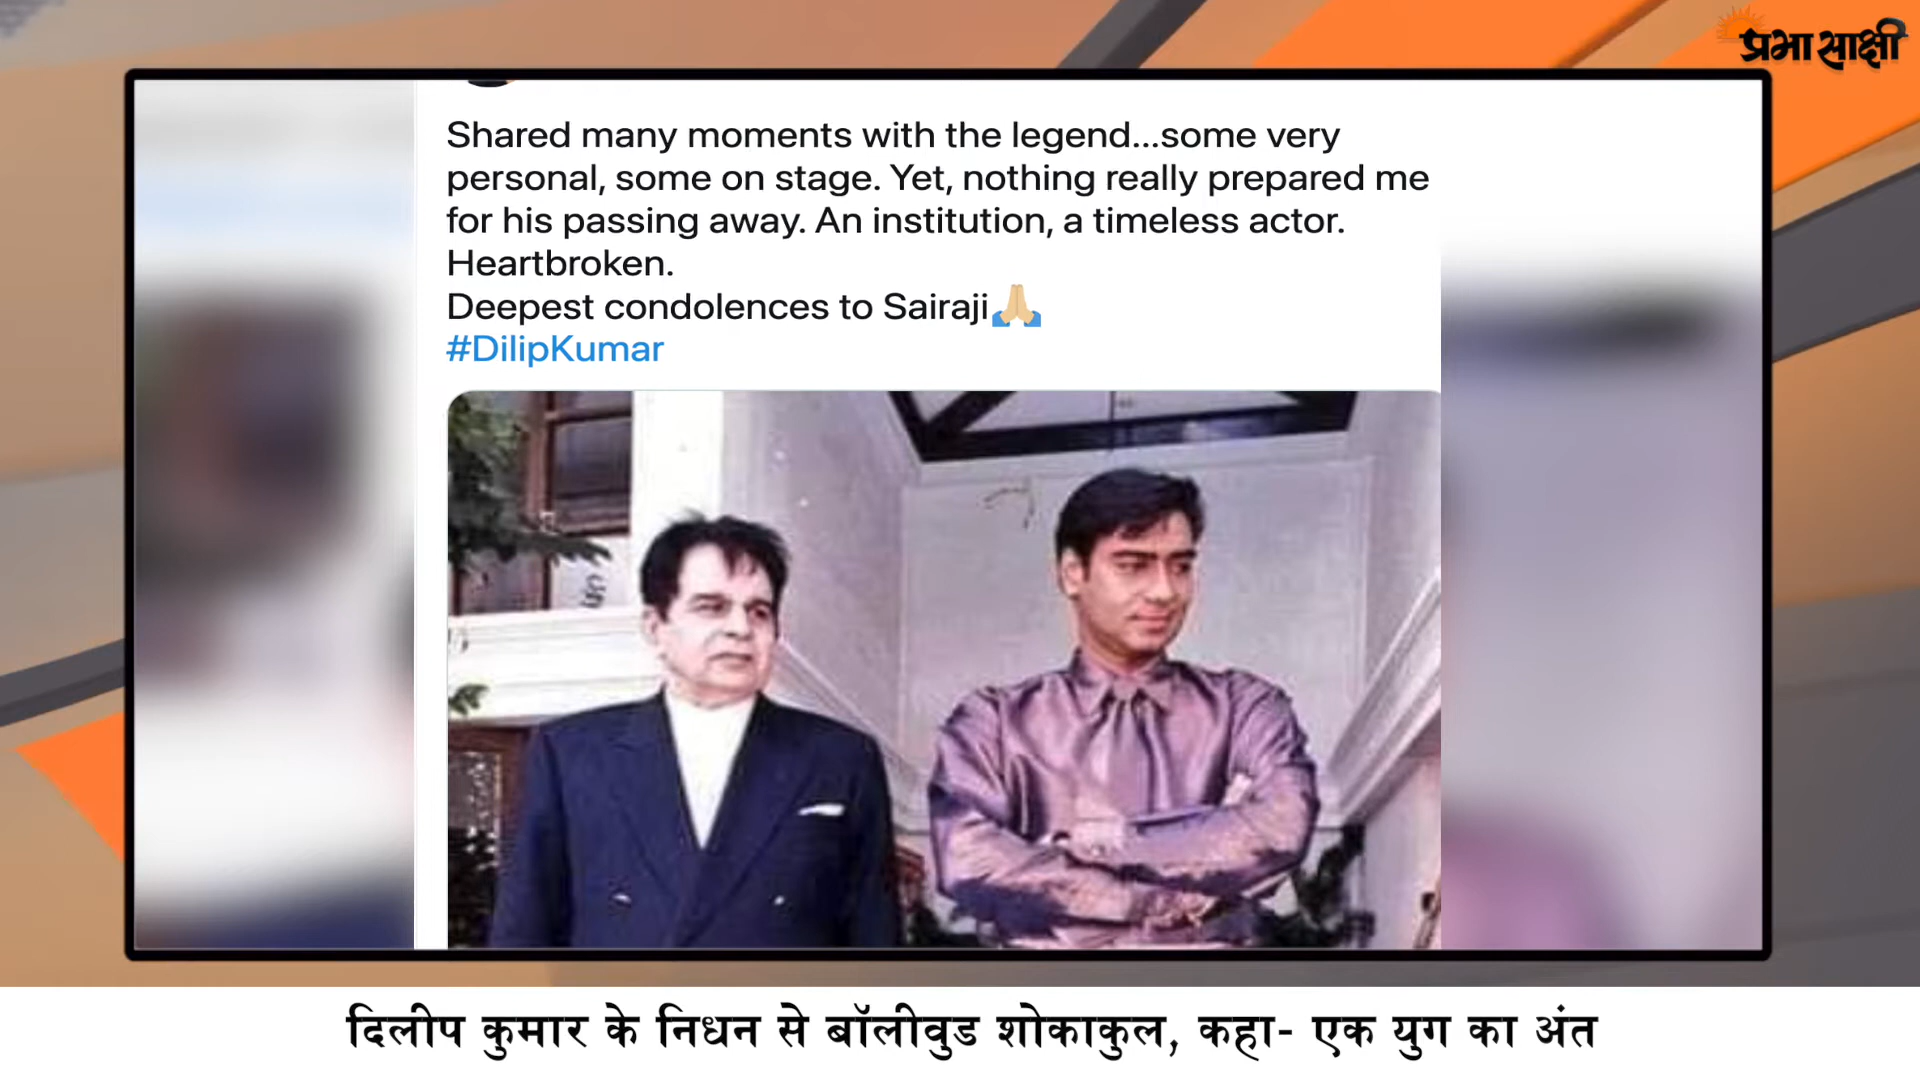 प्रभा साक्षी
Shared many moments with the legend...some very
personal, some on stage. Yet, nothing really prepared me
for his passing away. An institution, a timeless actor.
Heartbroken.
Deepest condolences to Sairaji🙏🏼
#DilipKumar
दिलीप कुमार के निधन से बॉलीवुड शोकाकुल, कहा- एक युग का अंत